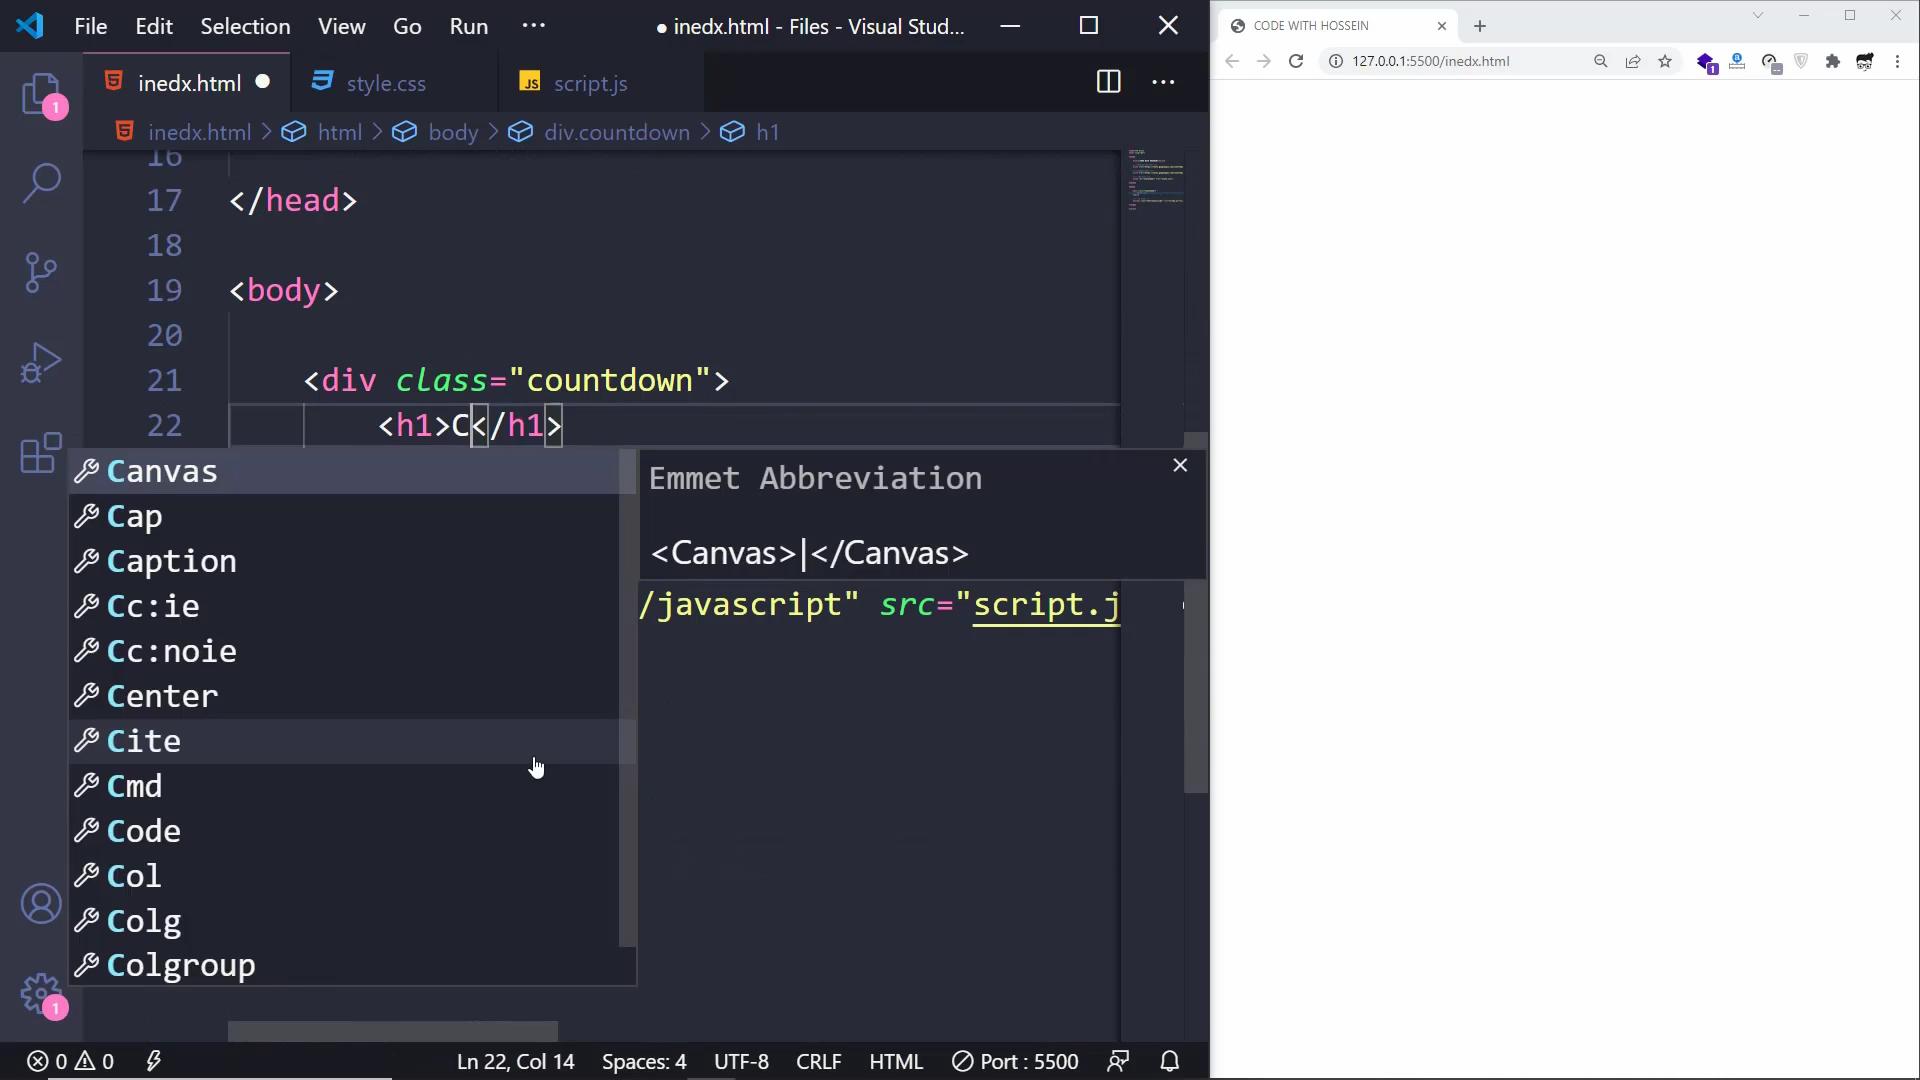 File Edit Selection View Go Run ··· ● inedx.html - Files - Visual Stud...
inedx.html style.css JS script.js
inedx.html > html > body > div.countdown > h1
16
17 </head>
18
19 <body>
20
21 <div class="countdown">
22 <h1>C</h1>
Canvas
Cap
Caption
Cc:ie
Cc:noie
Center
Cite
Cmd
Code
Col
Colg
Colgroup
Emmet Abbreviation
<Canvas>|</Canvas>
/javascript" src="script.j
1
1
0 0 Ln 22, Col 14 Spaces: 4 UTF-8 CRLF HTML Port : 5500
CODE WITH HOSSEIN
127.0.0.1:5500/inedx.html
1